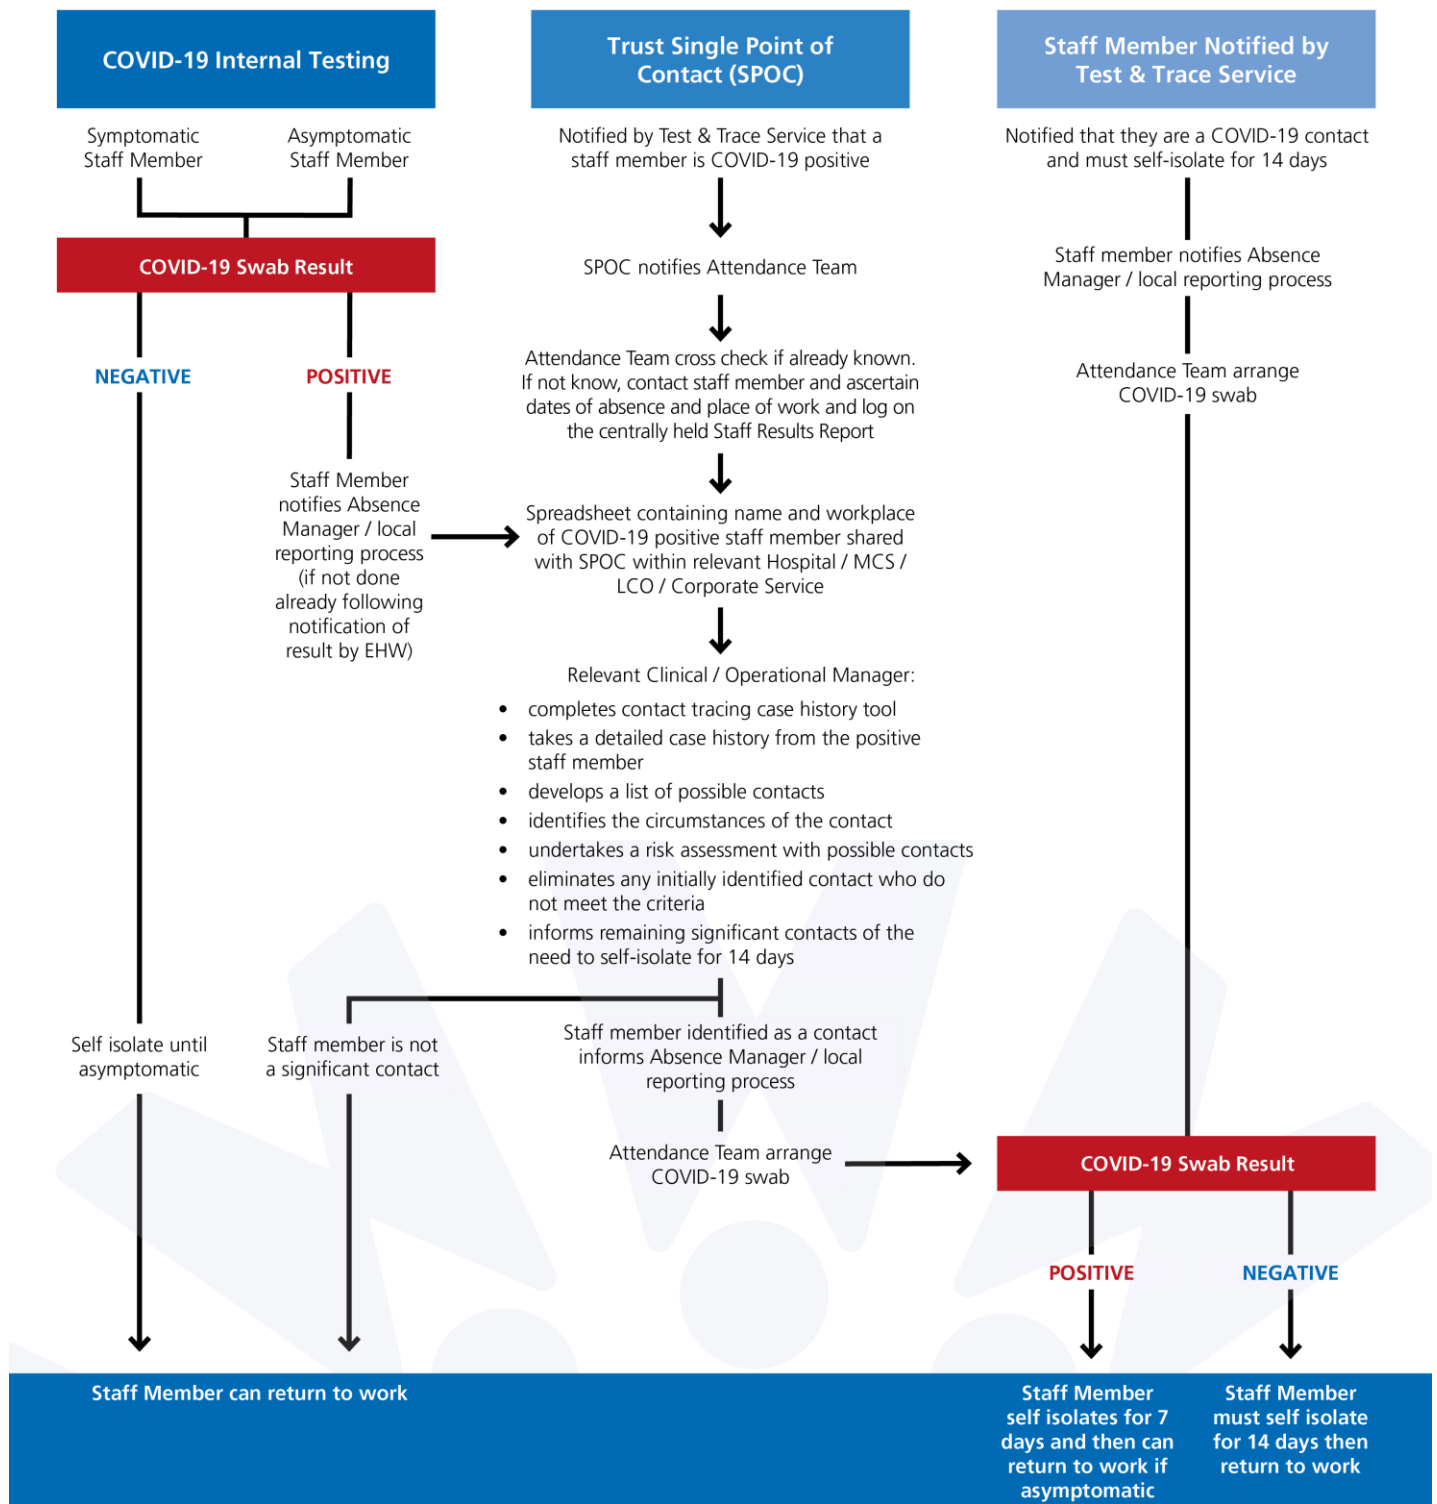 COVID-19 Internal Testing
Symptomatic
Staff Member
Asymptomatic
Staff Member
COVID-19 Swab Result
NEGATIVE
POSITIVE
Staff Member
notifies Absence
Manager / local
reporting process
(if not done
already following
notification of
result by EHW)
Self isolate until
asymptomatic
Staff member is not
a significant contact
Trust Single Point of
Contact (SPOC)
Notified by Test & Trace Service that a
staff member is COVID-19 positive
SPOC notifies Attendance Team
Attendance Team cross check if already known.
If not know, contact staff member and ascertain
dates of absence and place of work and log on
the centrally held Staff Results Report
Spreadsheet containing name and workplace
of COVID-19 positive staff member shared
with SPOC within relevant Hospital / MCS /
LCO / Corporate Service
Relevant Clinical / Operational Manager:
• completes contact tracing case history tool
• takes a detailed case history from the positive
staff member
• develops a list of possible contacts
• identifies the circumstances of the contact
• undertakes a risk assessment with possible contacts
• eliminates any initially identified contact who do
not meet the criteria
• informs remaining significant contacts of the
need to self-isolate for 14 days
Staff member identified as a contact
informs Absence Manager / local
reporting process
Attendance Team arrange
COVID-19 swab
Staff Member Notified by
Test & Trace Service
Notified that they are a COVID-19 contact
and must self-isolate for 14 days
Staff member notifies Absence
Manager / local reporting process
Attendance Team arrange
COVID-19 swab
COVID-19 Swab Result
POSITIVE
NEGATIVE
Staff Member can return to work
Staff Member
self isolates for 7
days and then can
return to work if
asymptomatic
Staff Member
must self isolate
for 14 days then
return to work